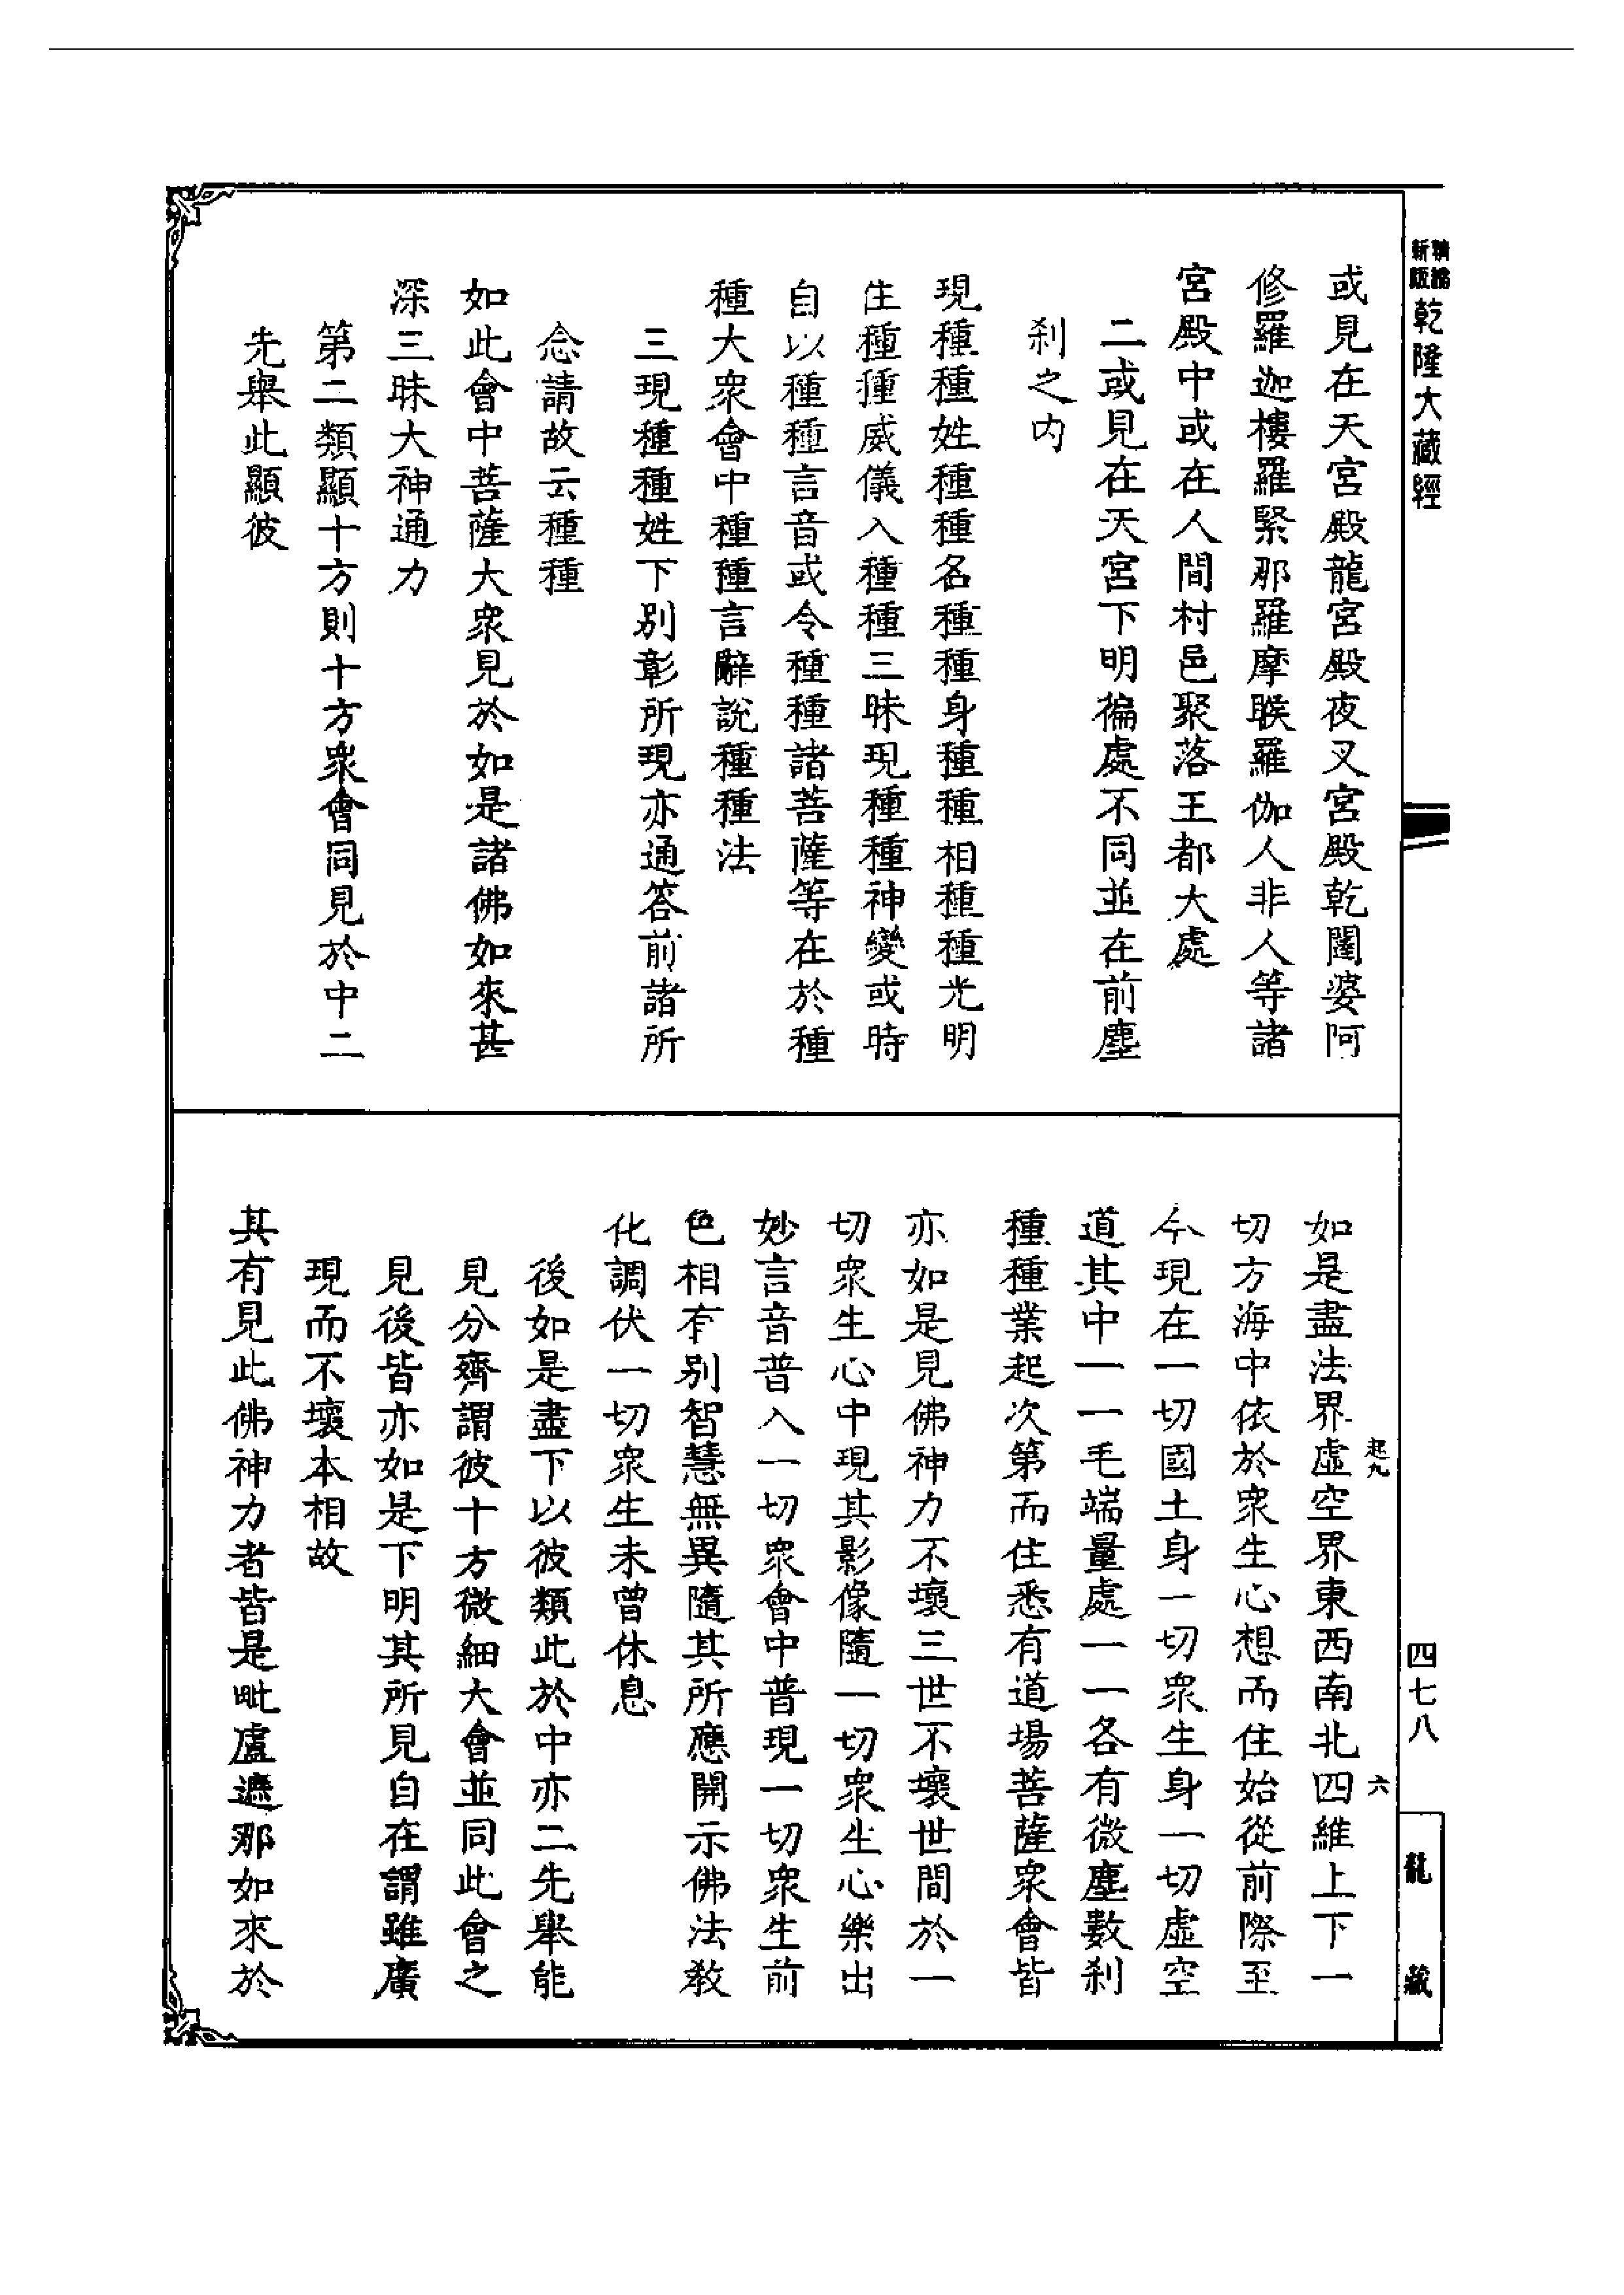 新編縮版乾隆大藏經
或見在天宮殿龍宮殿夜叉宮殿乾闥婆阿
修羅迦樓羅緊那羅摩睺羅伽人非人等諸
宮殿中或在人間村邑聚落王都大處
二或見在天宮下明徧處不同並在前塵
刹之內
現種種姓種種名種種身種種相種種光明
住種種威儀入種種三昧現種種神變或時
自以種種言音或令種種諸菩薩等在於種
種大眾會中種種言辭說種種法
三現種種姓下別彰所現亦通答前諸所
念請故云種種
如此會中菩薩大眾見於如是諸佛如來甚
深三昧大神通力
第二類顯十方則十方眾會同見於中二
先舉此顯彼
如是盡法界虛空界東西南北四維上下一
切方海中依於眾生心想而住始從前際至
今現在一切國土身一切眾生身一切虛空
道其中一一毛端量處一一各有微塵數刹
種種業起次第而住悉有道場菩薩眾會皆
亦如是見佛神力不壞三世不壞世間於一
切眾生心中現其影像隨一切眾生心樂出
妙言音普入一切眾會中普現一切眾生前
色相有別智慧無異隨其所應開示佛法教
化調伏一切眾生未曾休息
後如是盡下以彼類此於中亦二先舉能
見分齊謂彼十方微細大會並同此會之
見後皆亦如是下明其所見自在謂雖廣
現而不壞本相故
其有見此佛神力者皆是毗盧遮那如來於
起九
六
四七八
龍藏